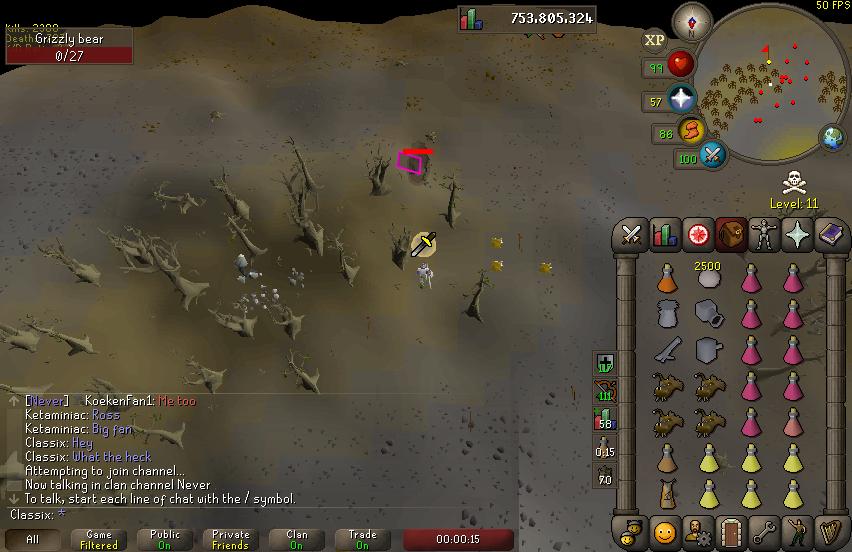 50 FPS
Kills: 2388
Grizzly bear
0/27
753,805,324
N
XP
99
57
86
100
Level: 11
2500
111
58
0:15
70
[Never] KoekenFan1: Me too
Ketaminiac: Ross
Ketaminiac: Big fan
Classix: Hey
Classix: What the heck
Attempting to join channel...
Now talking in clan channel Never
To talk, start each line of chat with the / symbol.
Classix: *
All
Game
Filtered
Public
On
Private
Friends
Clan
On
Trade
On
00:00:15